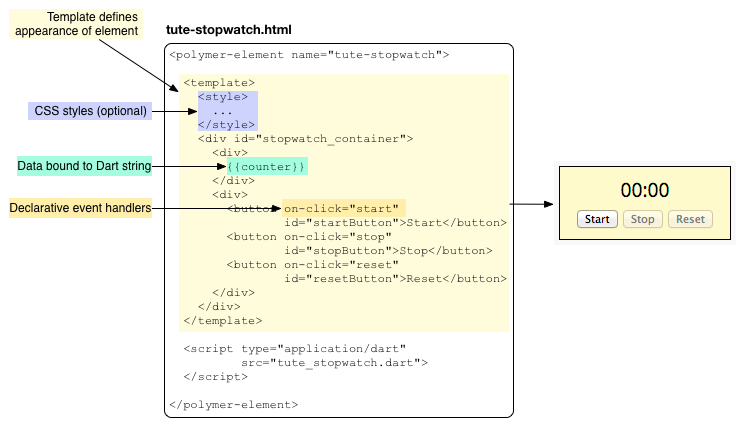 Template defines
appearance of element
tute-stopwatch.html
<polymer-element name="tute-stopwatch">
<template>
<style>
CSS styles (optional)
...
</style>
<div id="stopwatch_container">
<div>
Data bound to Dart string
{{counter}}
</div>
<div>
Declarative event handlers
<button on-click="start"
id="startButton">Start</button>
<button on-click="stop"
id="stopButton">Stop</button>
<button on-click="reset"
id="resetButton">Reset</button>
</div>
</div>
</template>
<script type="application/dart"
src="tute_stopwatch.dart">
</script>
</polymer-element>
00:00
Start Stop Reset